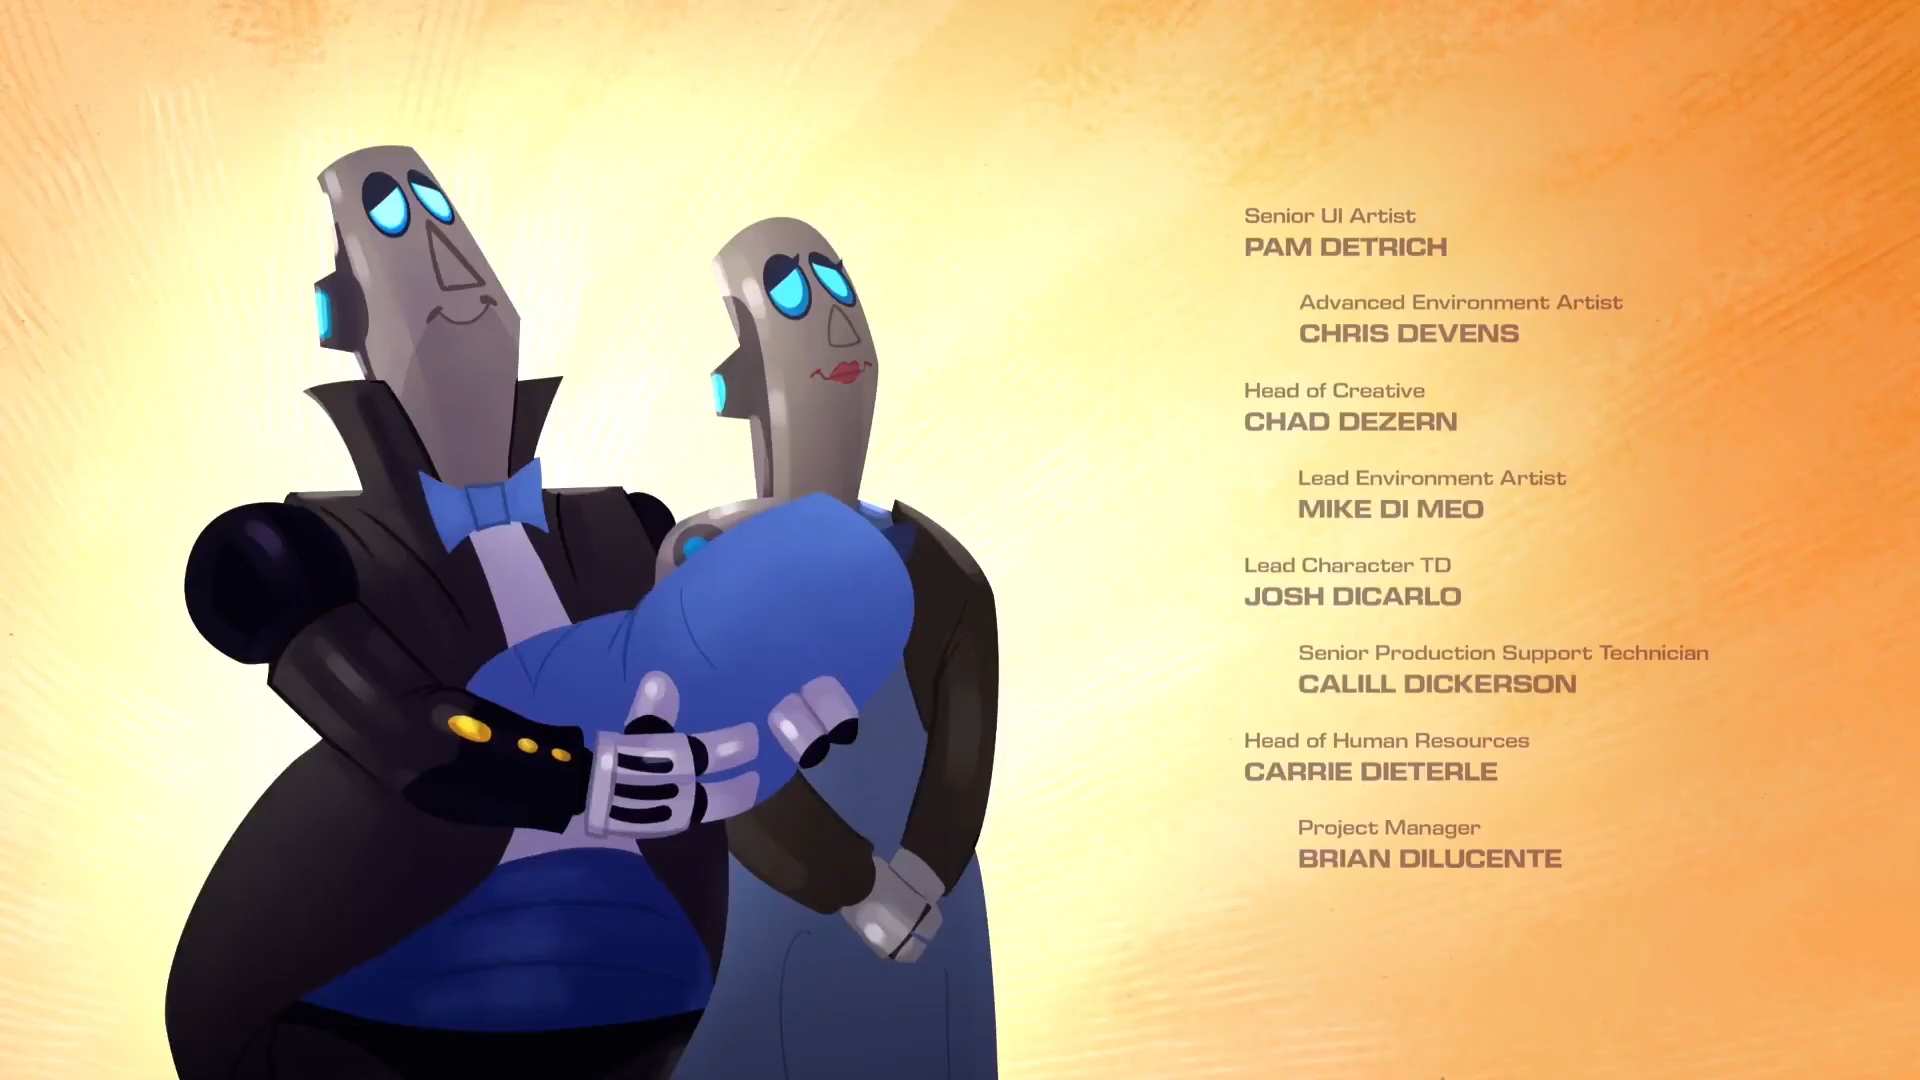 Senior UI Artist
PAM DETRICH
Advanced Environment Artist
CHRIS DEVENS
Head of Creative
CHAD DEZERN
Lead Environment Artist
MIKE DI MEO
Lead Character TD
JOSH DICARLO
Senior Production Support Technician
CALILL DICKERSON
Head of Human Resources
CARRIE DIETERLE
Project Manager
BRIAN DILUCENTE